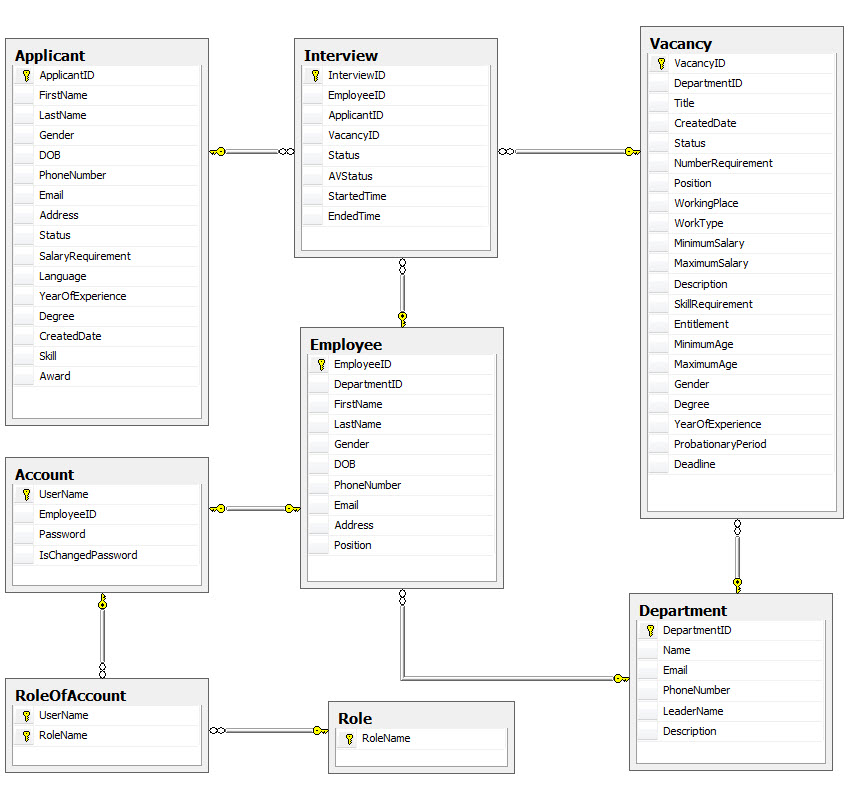 Applicant
ApplicantID
FirstName
LastName
Gender
DOB
PhoneNumber
Email
Address
Status
SalaryRequirement
Language
YearOfExperience
Degree
CreatedDate
Skill
Award
Interview
InterviewID
EmployeeID
ApplicantID
VacancyID
Status
AVStatus
StartedTime
EndedTime
Vacancy
VacancyID
DepartmentID
Title
CreatedDate
Status
NumberRequirement
Position
WorkingPlace
WorkType
MinimumSalary
MaximumSalary
Description
SkillRequirement
Entitlement
MinimumAge
MaximumAge
Gender
Degree
YearOfExperience
ProbationaryPeriod
Deadline
Employee
EmployeeID
DepartmentID
FirstName
LastName
Gender
DOB
PhoneNumber
Email
Address
Position
Account
UserName
EmployeeID
Password
IsChangedPassword
Department
DepartmentID
Name
Email
PhoneNumber
LeaderName
Description
RoleOfAccount
UserName
RoleName
Role
RoleName